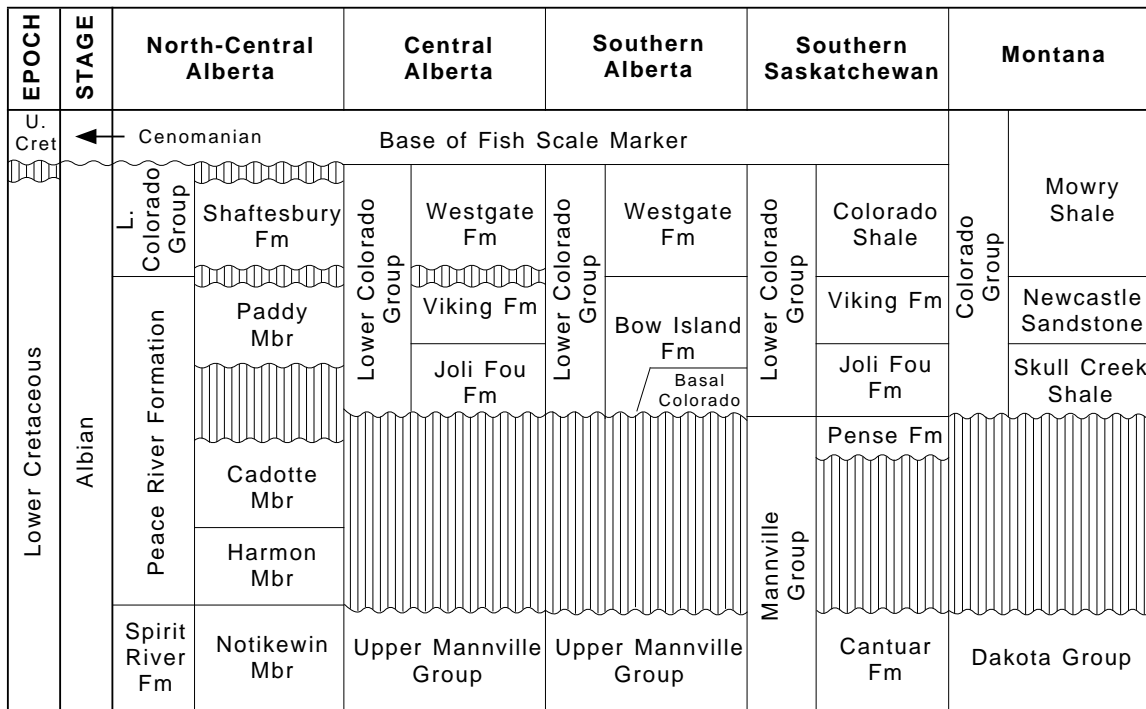 EPOCH
STAGE
North-Central
Alberta
Central
Alberta
Southern
Alberta
Southern
Saskatchewan
Montana
U.
Cret
Cenomanian
Base of Fish Scale Marker
Lower Cretaceous
Albian
L.
Colorado
Group
Shaftesbury
Fm
Peace River Formation
Paddy
Mbr
Cadotte
Mbr
Harmon
Mbr
Spirit
River
Fm
Notikewin
Mbr
Lower Colorado
Group
Westgate
Fm
Viking Fm
Joli Fou
Fm
Upper Mannville
Group
Lower Colorado
Group
Westgate
Fm
Bow Island
Fm
Basal
Colorado
Upper Mannville
Group
Lower Colorado
Group
Colorado
Shale
Viking Fm
Joli Fou
Fm
Mannville
Group
Pense Fm
Cantuar
Fm
Colorado
Group
Mowry
Shale
Newcastle
Sandstone
Skull Creek
Shale
Dakota Group